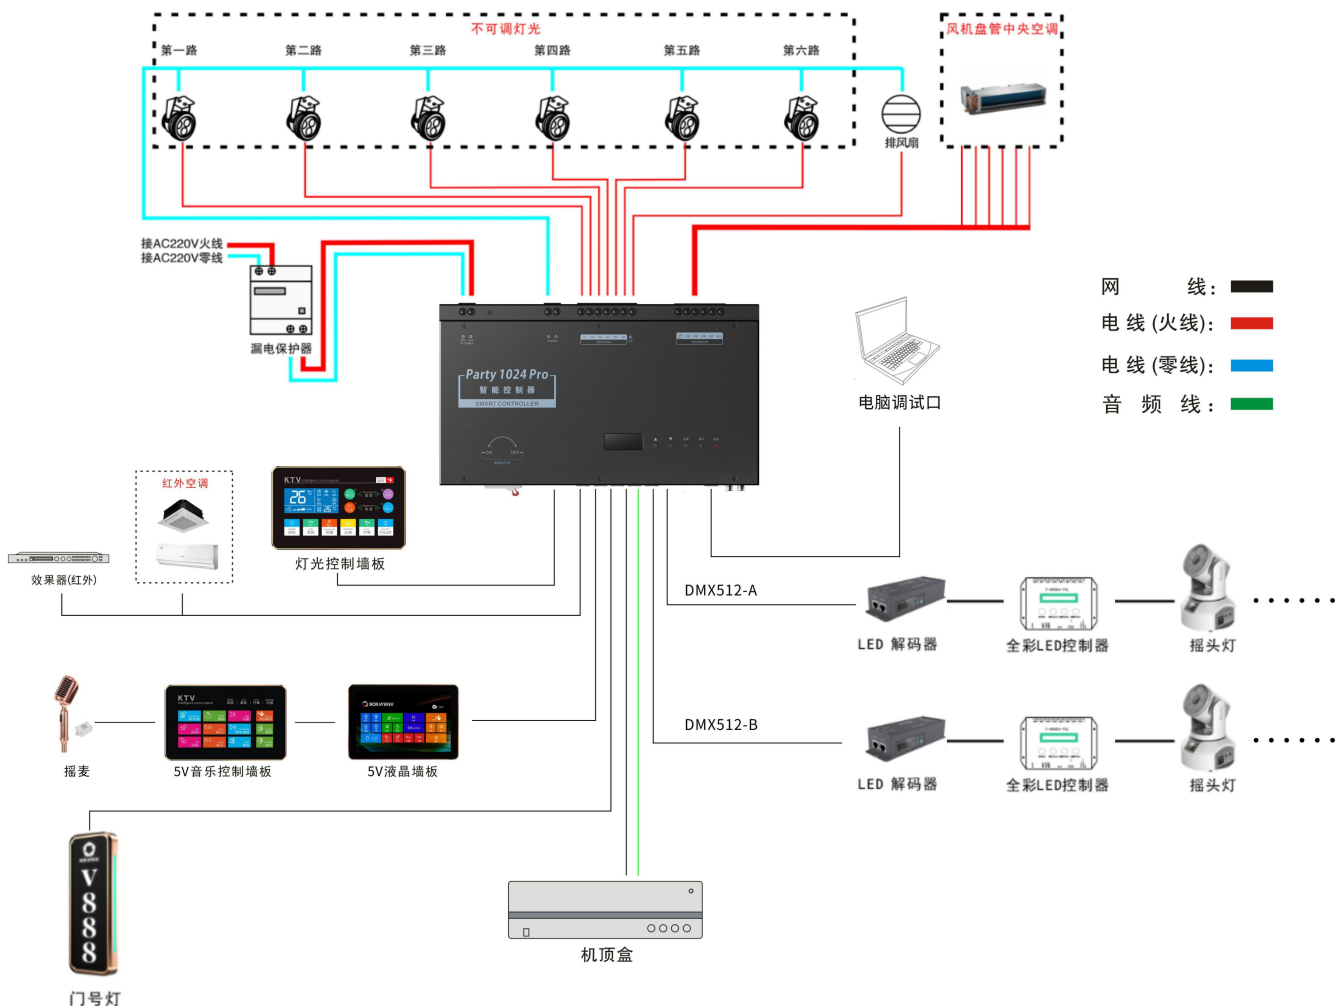 不可调灯光
风机盘管中央空调
第一路
第二路
第三路
第四路
第五路
第六路
排风扇
接AC220V火线
接AC220V零线
漏电保护器
网 线：
电 线 (火线)：
电 线 (零线)：
音 频 线：
Party 1024 Pro
智能控制器
SMART CONTROLLER
ON
OFF
电脑调试口
红外空调
KTV
26
26
灯光控制墙板
效果器(红外)
DMX512-A
LED 解码器
全彩LED控制器
摇头灯
摇麦
KTV
5V音乐控制墙板
5V液晶墙板
DMX512-B
LED 解码器
全彩LED控制器
摇头灯
V888
门号灯
机顶盒